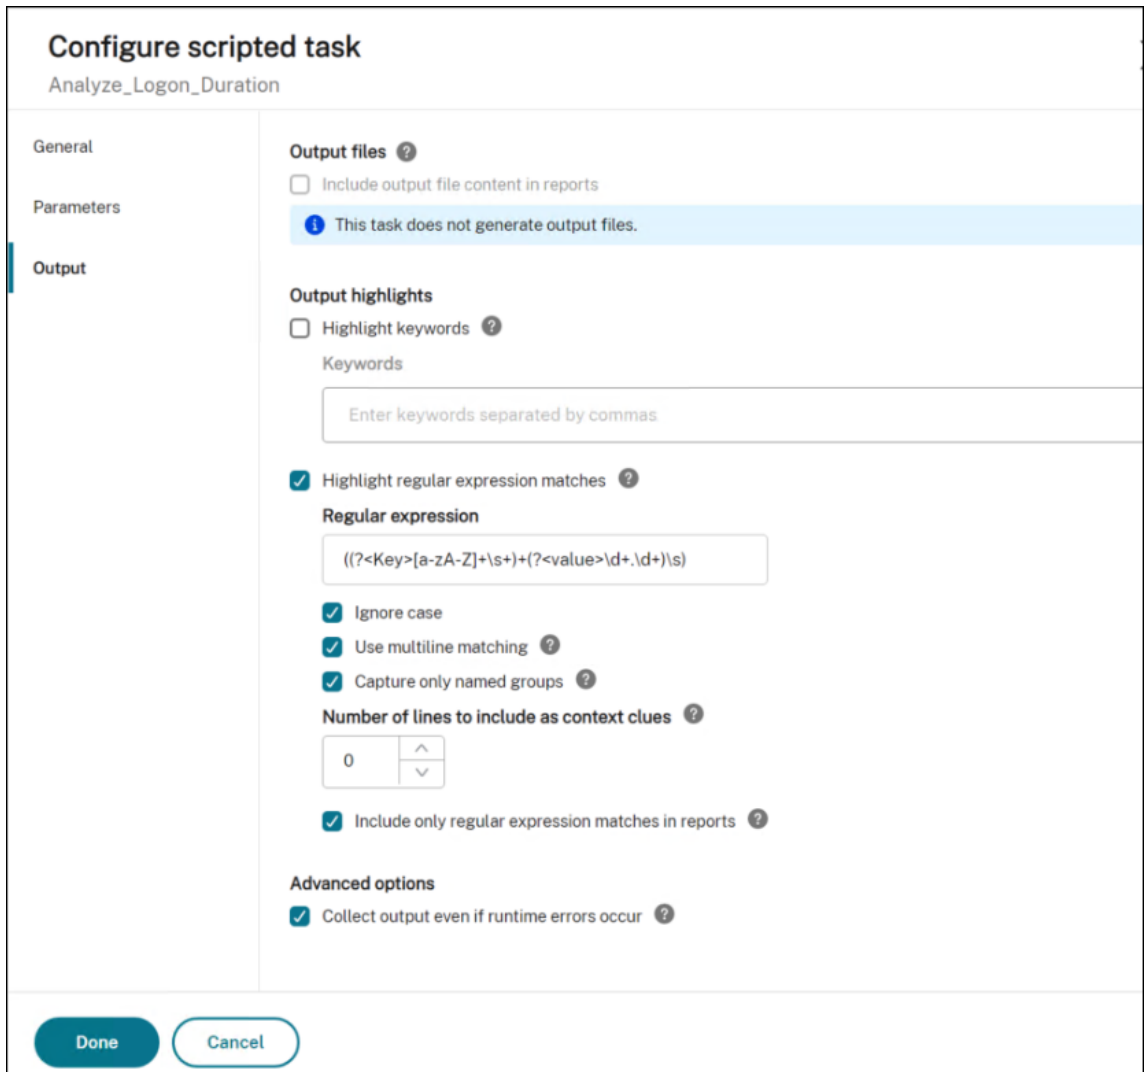 Configure scripted task
Analyze_Logon_Duration
General
Parameters
Output
Output files ?
Include output file content in reports
i This task does not generate output files.
Output highlights
Highlight keywords ?
Keywords
Enter keywords separated by commas
Highlight regular expression matches ?
Regular expression
((?<Key>[a-zA-Z]+\s+)+(?<value>\d+.\d+)\s)
Ignore case
Use multiline matching ?
Capture only named groups ?
Number of lines to include as context clues ?
0
Include only regular expression matches in reports ?
Advanced options
Collect output even if runtime errors occur ?
Done Cancel